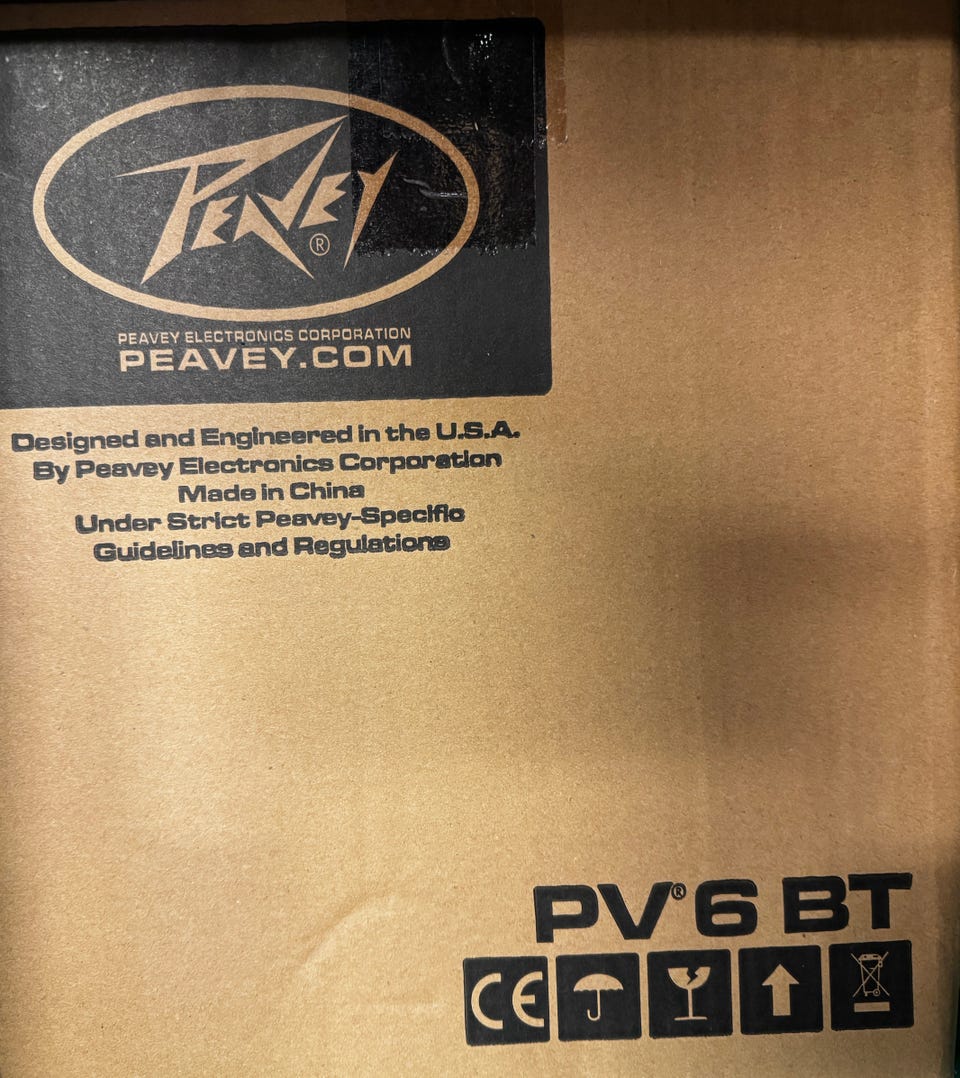 PEAVEY®
PEAVEY ELECTRONICS CORPORATION
PEAVEY.COM
Designed and Engineered in the U.S.A.
By Peavey Electronics Corporation
Made in China
Under Strict Peavey-Specific
Guidelines and Regulations
PV®6 BT
CE